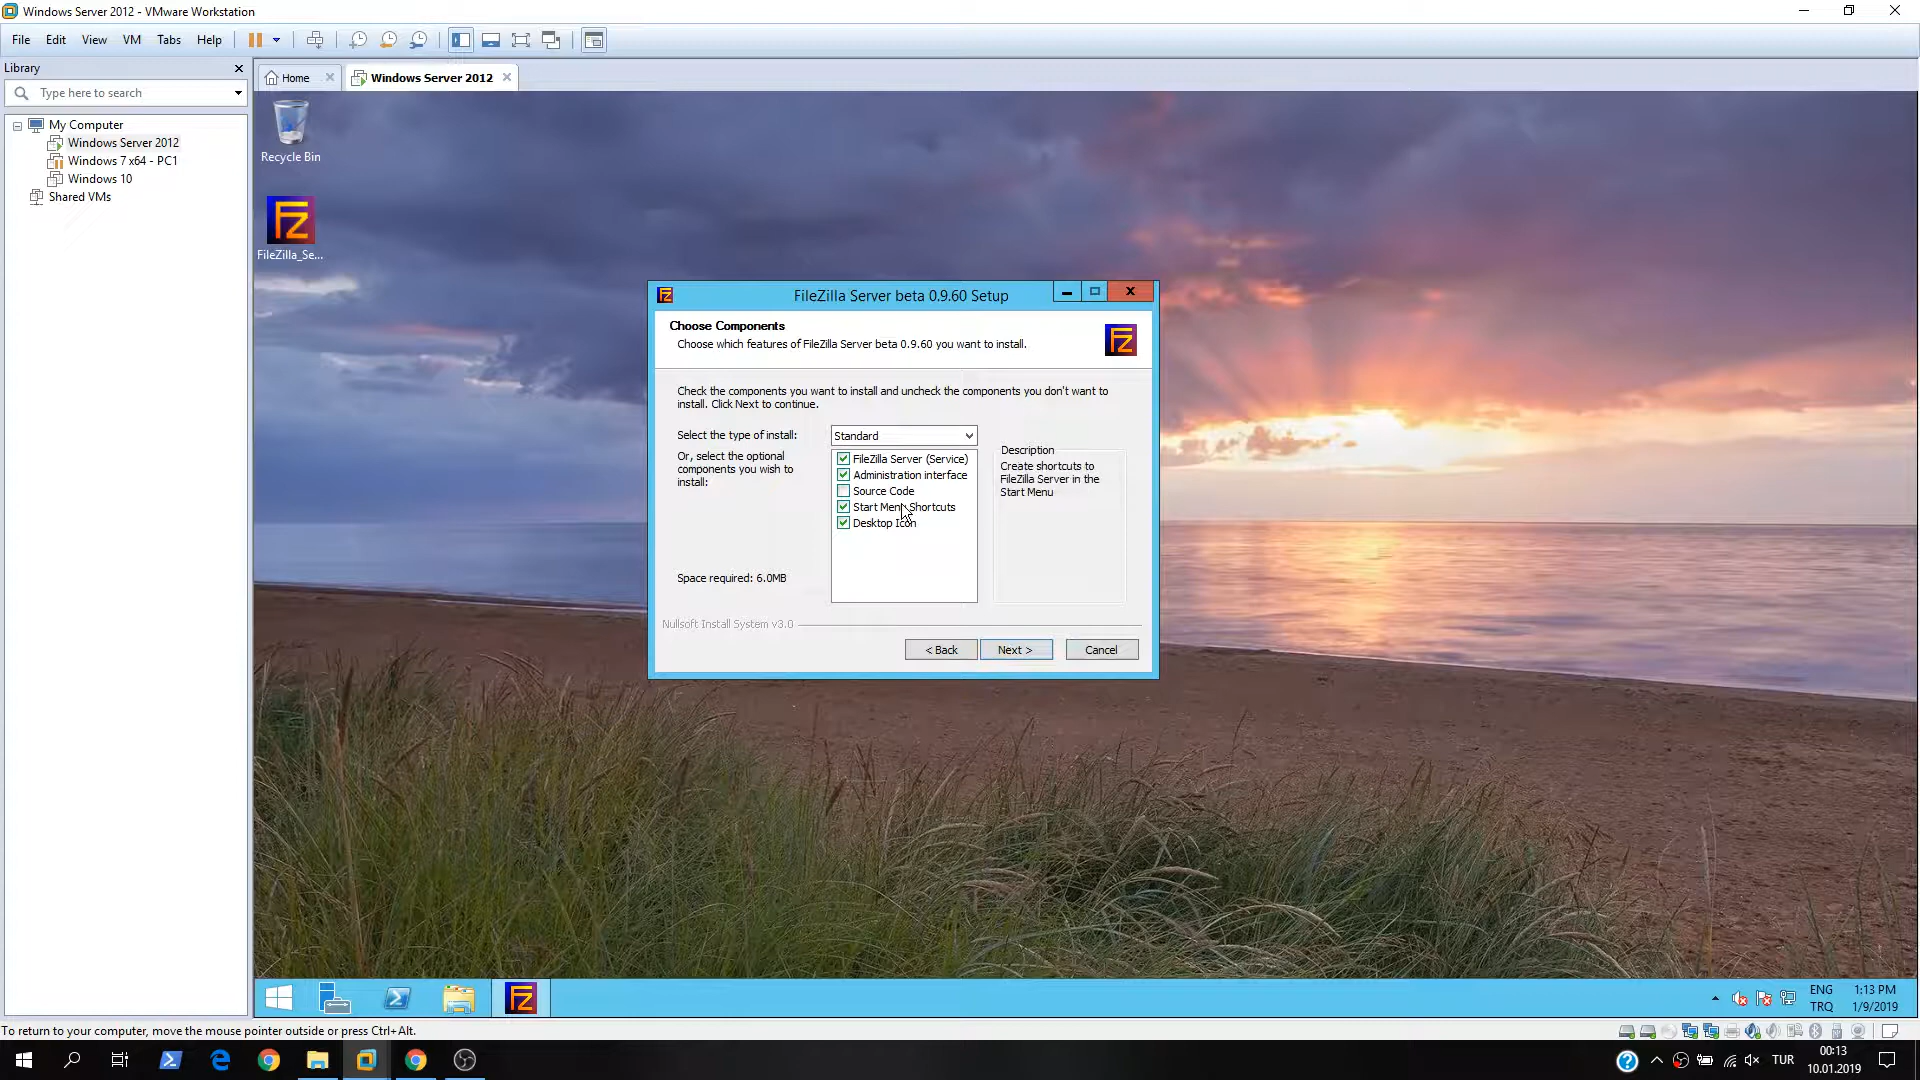 Windows Server 2012 - VMware Workstation
File Edit View VM Tabs Help
Library
Type here to search
My Computer
Windows Server 2012
Windows 7 x64 - PC1
Windows 10
Shared VMs
Home
Windows Server 2012
Recycle Bin
FileZilla_Se...
FileZilla Server beta 0.9.60 Setup
Choose Components
Choose which features of FileZilla Server beta 0.9.60 you want to install.
Check the components you want to install and uncheck the components you don't want to
install. Click Next to continue.
Select the type of install:
Standard
Or, select the optional
components you wish to
install:
FileZilla Server (Service)
Administration interface
Source Code
Start Menu Shortcuts
Desktop Icon
Description
Create shortcuts to
FileZilla Server in the
Start Menu
Space required: 6.0MB
Nullsoft Install System v3.0
< Back
Next >
Cancel
ENG
TRQ
1:13 PM
1/9/2019
To return to your computer, move the mouse pointer outside or press Ctrl+Alt.
TUR
00:13
10.01.2019